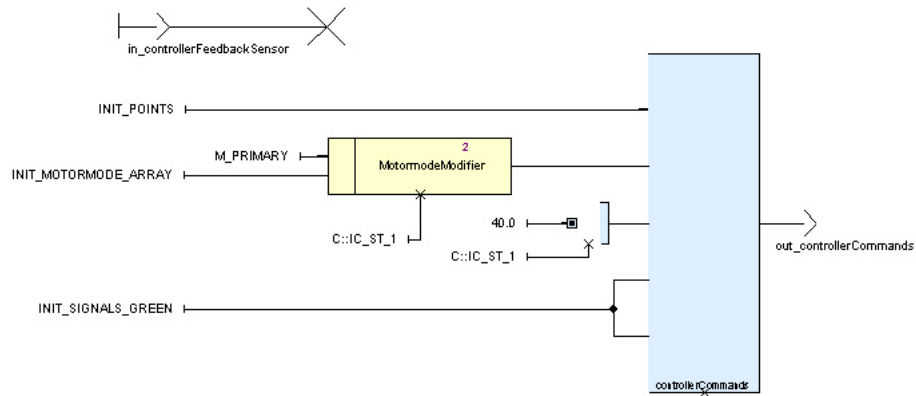 in_controllerFeedbackSensor
INIT_POINTS
2
M_PRIMARY
MotormodeModifier
INIT_MOTORMODE_ARRAY
40.0
C::IC_ST_1
out_controllerCommands
C::IC_ST_1
INIT_SIGNALS_GREEN
controllerCommands